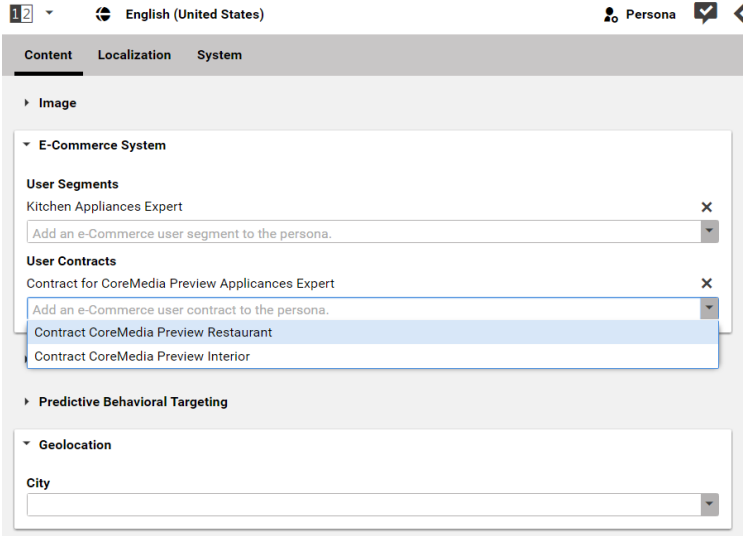 12
English (United States)
Persona
Content Localization System
Image
E-Commerce System
User Segments
Kitchen Appliances Expert
Add an e-Commerce user segment to the persona.
User Contracts
Contract for CoreMedia Preview Applicances Expert
Add an e-Commerce user contract to the persona.
Contract CoreMedia Preview Restaurant
Contract CoreMedia Preview Interior
Predictive Behavioral Targeting
Geolocation
City